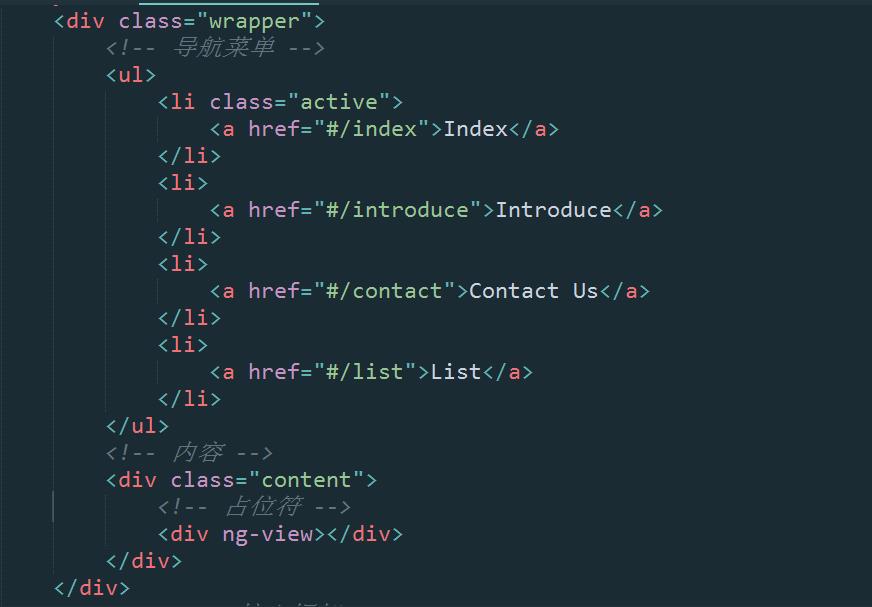 <div class="wrapper">
<!-- 导航菜单 -->
<ul>
<li class="active">
<a href="#/index">Index</a>
</li>
<li>
<a href="#/introduce">Introduce</a>
</li>
<li>
<a href="#/contact">Contact Us</a>
</li>
<li>
<a href="#/list">List</a>
</li>
</ul>
<!-- 内容 -->
<div class="content">
<!-- 占位符 -->
<div ng-view></div>
</div>
</div>